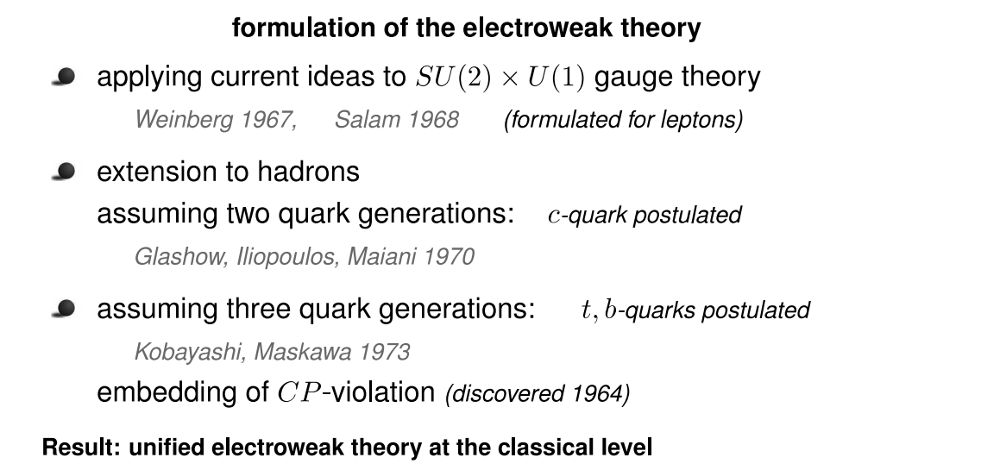 formulation of the electroweak theory
applying current ideas to SU(2) × U(1) gauge theory
Weinberg 1967, Salam 1968 (formulated for leptons)
extension to hadrons
assuming two quark generations: c-quark postulated
Glashow, Iliopoulos, Maiani 1970
assuming three quark generations: t, b-quarks postulated
Kobayashi, Maskawa 1973
embedding of CP-violation (discovered 1964)
Result: unified electroweak theory at the classical level